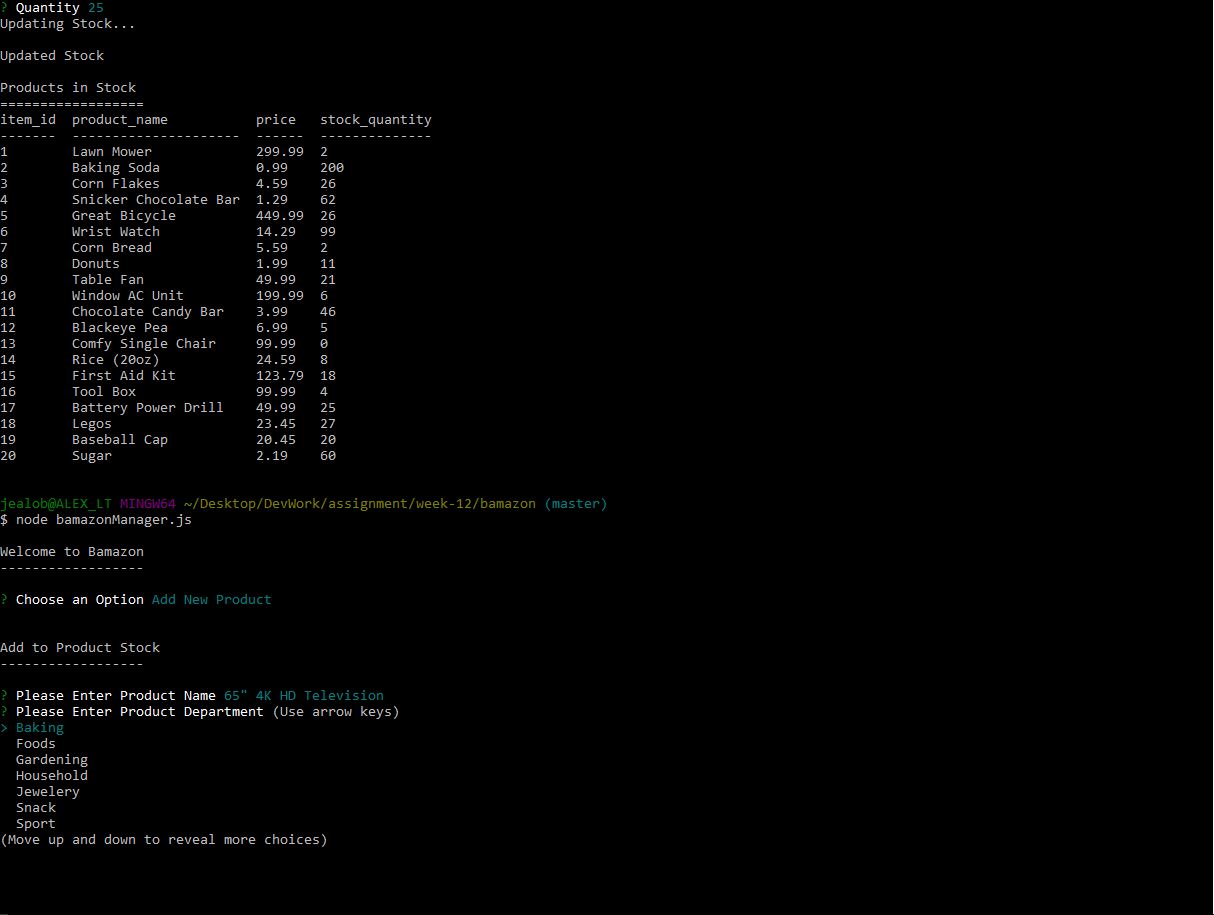 ? Quantity 25
Updating Stock...
Updated Stock
Products in Stock
==================
item_id  product_name           price   stock_quantity
-------  ---------------------  ------  --------------
1        Lawn Mower             299.99  2
2        Baking Soda            0.99    200
3        Corn Flakes            4.59    26
4        Snicker Chocolate Bar  1.29    62
5        Great Bicycle          449.99  26
6        Wrist Watch            14.29   99
7        Corn Bread             5.59    2
8        Donuts                 1.99    11
9        Table Fan              49.99   21
10       Window AC Unit         199.99  6
11       Chocolate Candy Bar    3.99    46
12       Blackeye Pea           6.99    5
13       Comfy Single Chair     99.99   0
14       Rice (20oz)            24.59   8
15       First Aid Kit          123.79  18
16       Tool Box               99.99   4
17       Battery Power Drill    49.99   25
18       Legos                  23.45   27
19       Baseball Cap           20.45   20
20       Sugar                  2.19    60
jealob@ALEX_LT MINGW64 ~/Desktop/DevWork/assignment/week-12/bamazon (master)
$ node bamazonManager.js
Welcome to Bamazon
------------------
? Choose an Option Add New Product
Add to Product Stock
------------------
? Please Enter Product Name 65" 4K HD Television
? Please Enter Product Department (Use arrow keys)
> Baking
  Foods
  Gardening
  Household
  Jewelery
  Snack
  Sport
(Move up and down to reveal more choices)